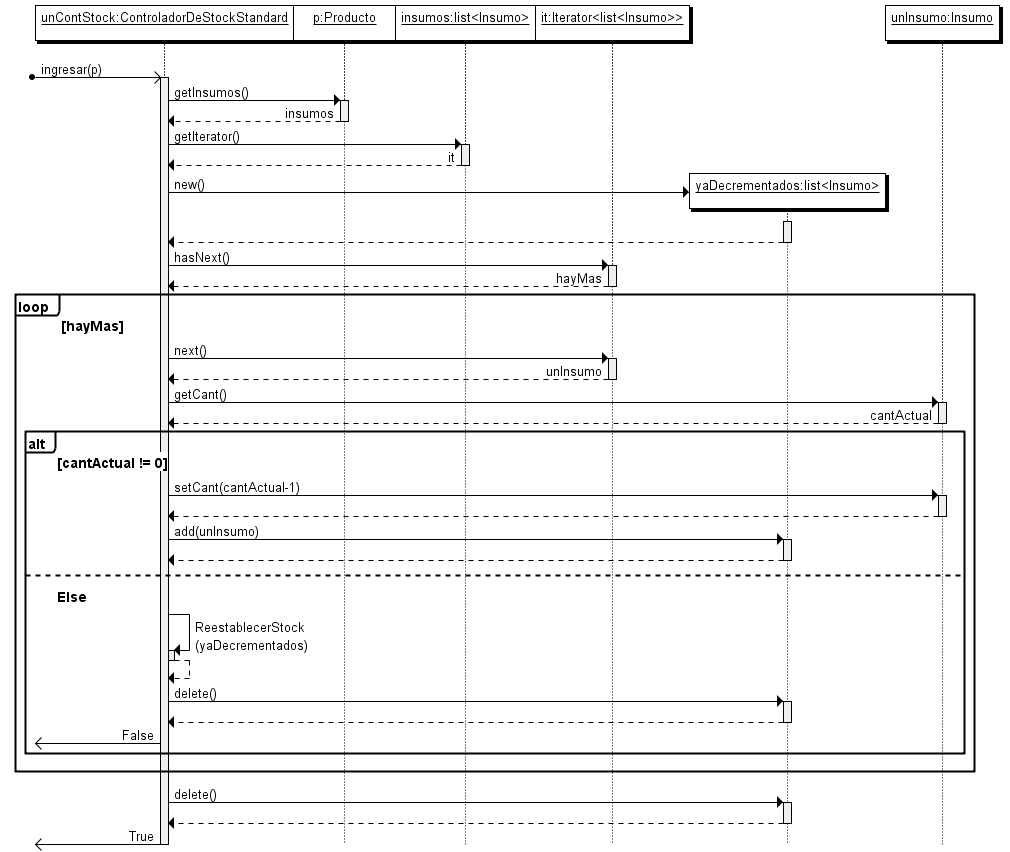 unContStock:ControladorDeStockStandard
p:Producto
insumos:list<Insumo>
it:Iterator<list<Insumo>>
unInsumo:Insumo
ingresar(p)
getInsumos()
insumos
getIterator()
it
new()
yaDecrementados:list<Insumo>
hasNext()
hayMas
loop
[hayMas]
next()
unInsumo
getCant()
cantActual
alt
[cantActual != 0]
setCant(cantActual-1)
add(unInsumo)
Else
ReestablecerStock
(yaDecrementados)
delete()
False
delete()
True